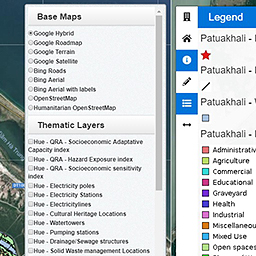 Base Maps
Google Hybrid
Google Roadmap
Google Terrain
Google Satellite
Bing Roads
Bing Aerial
Bing Aerial with labels
OpenStreetMap
Humanitarian OpenStreetMap
Thematic Layers
Hue - QRA - Socioeconomic Adaptative
Capacity index
Hue - QRA - Hazard Exposure index
Hue - QRA - Socioeconomic sensitivity
index
Hue - Electricity poles
Hue - Electricity Stations
Hue - Electricitylines
Hue - Cultural Heritage Locations
Hue - Watertowers
Hue - Pumping stations
Hue - Drainage/Sewage structures
Hue - Solid Waste management Locations
Legend
Patuakhali -
Patuakhali -
Patuakhali -
Patuakhali -
Administrativ
Agriculture
Commercial
Educational
Graveyard
Health
Industrial
Miscellaneou
Mixed Use
Open spaces